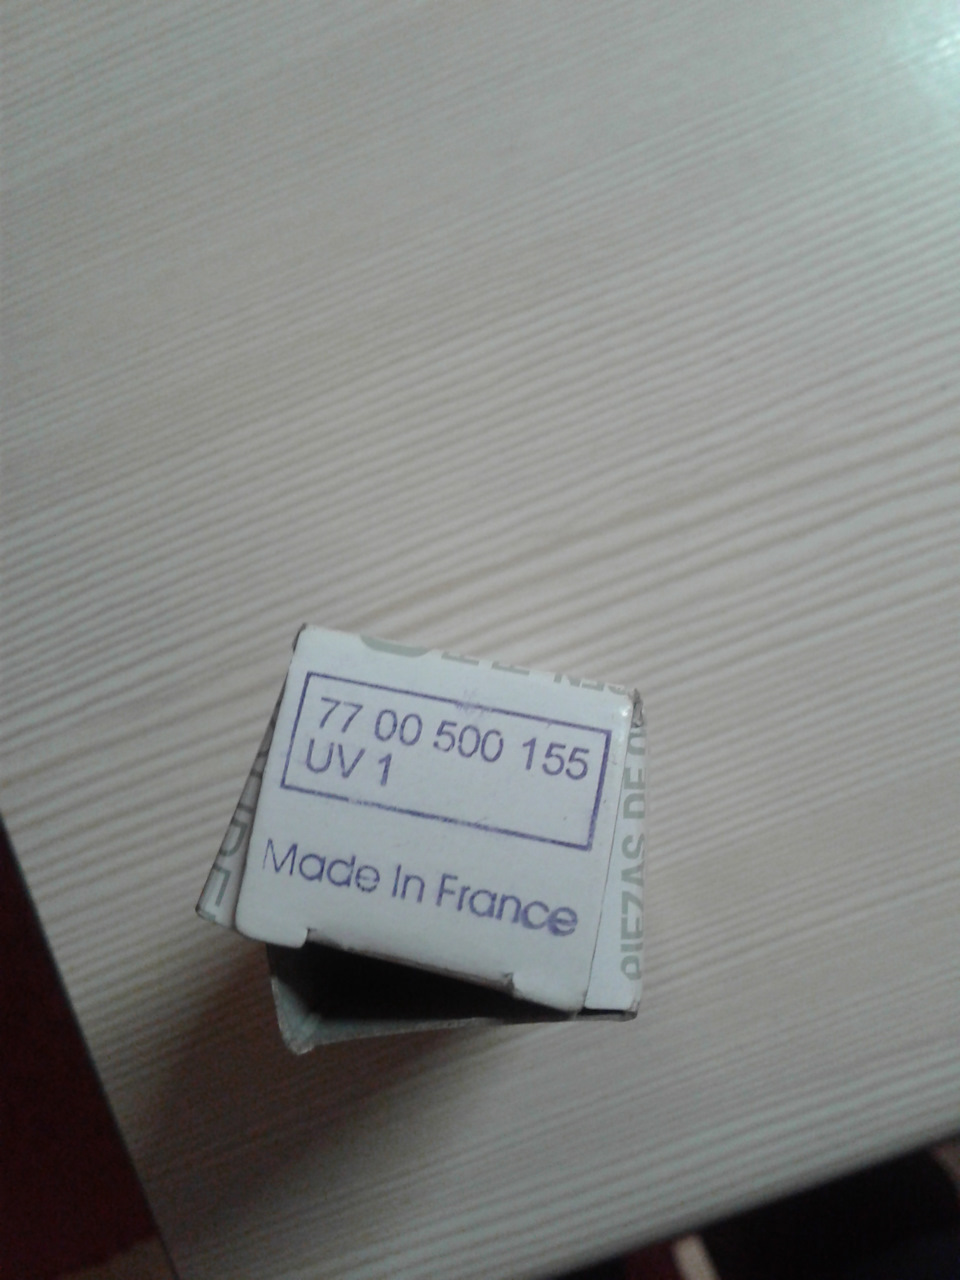 77 00 500 155
UV 1
Made In France
PIEZAS DE